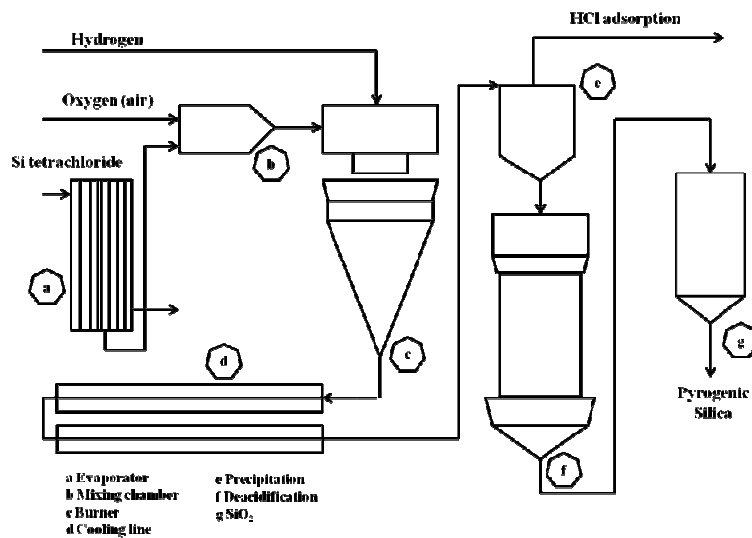 HCl adsorption
Hydrogen
e
Oxygen (air)
b
Si tetrachloride
a
c
d
g
Pyrogenic
Silica
f
a Evaporator
b Mixing chamber
c Burner
d Cooling line
e Precipitation
f Deacidification
g SiO₂